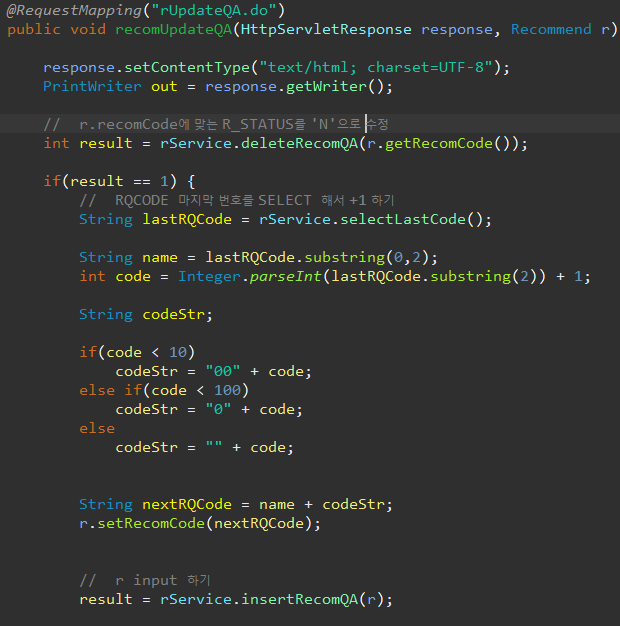 @RequestMapping("rUpdateQA.do")
public void recomUpdateQA(HttpServletResponse response, Recommend r)
response.setContentType("text/html; charset=UTF-8");
PrintWriter out = response.getWriter();
// r.recomCode에 맞는 R_STATUS를 'N'으로 수정
int result = rService.deleteRecomQA(r.getRecomCode());
if(result == 1) {
// RQCODE 마지막 번호를 SELECT 해서 +1 하기
String lastRQCode = rService.selectLastCode();
String name = lastRQCode.substring(0,2);
int code = Integer.parseInt(lastRQCode.substring(2)) + 1;
String codeStr;
if(code < 10)
codeStr = "00" + code;
else if(code < 100)
codeStr = "0" + code;
else
codeStr = "" + code;
String nextRQCode = name + codeStr;
r.setRecomCode(nextRQCode);
// r input 하기
result = rService.insertRecomQA(r);